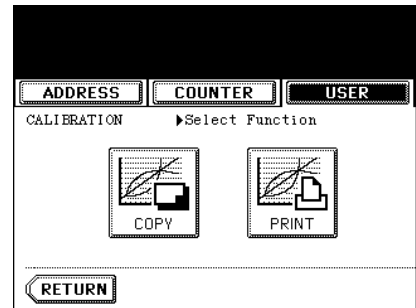 ADDRESS COUNTER USER
CALIBRATION ▶Select Function
COPY PRINT
RETURN